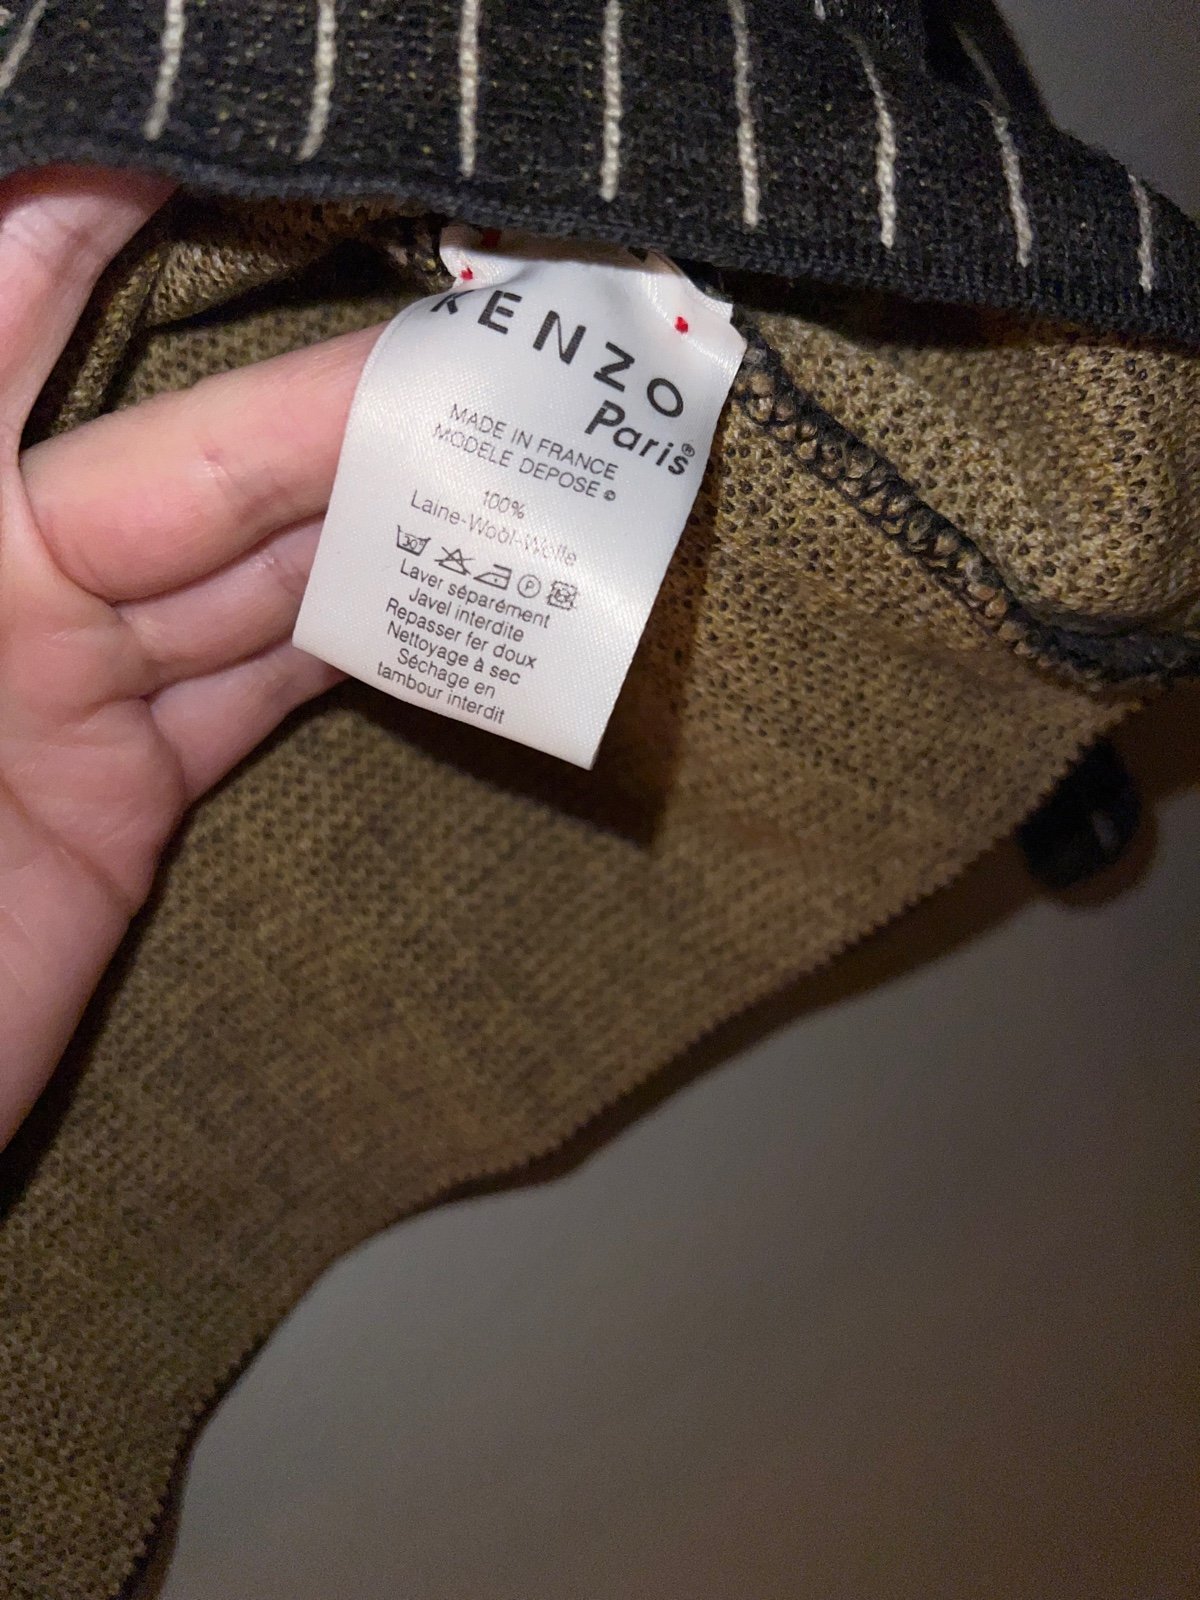 KENZO
Paris®
MADE IN FRANCE
MODELE DEPOSE ©
100%
Laine-Wool-Wolle
30°
P
Laver séparément
Javel interdite
Repasser fer doux
Nettoyage à sec
Séchage en
tambour interdit